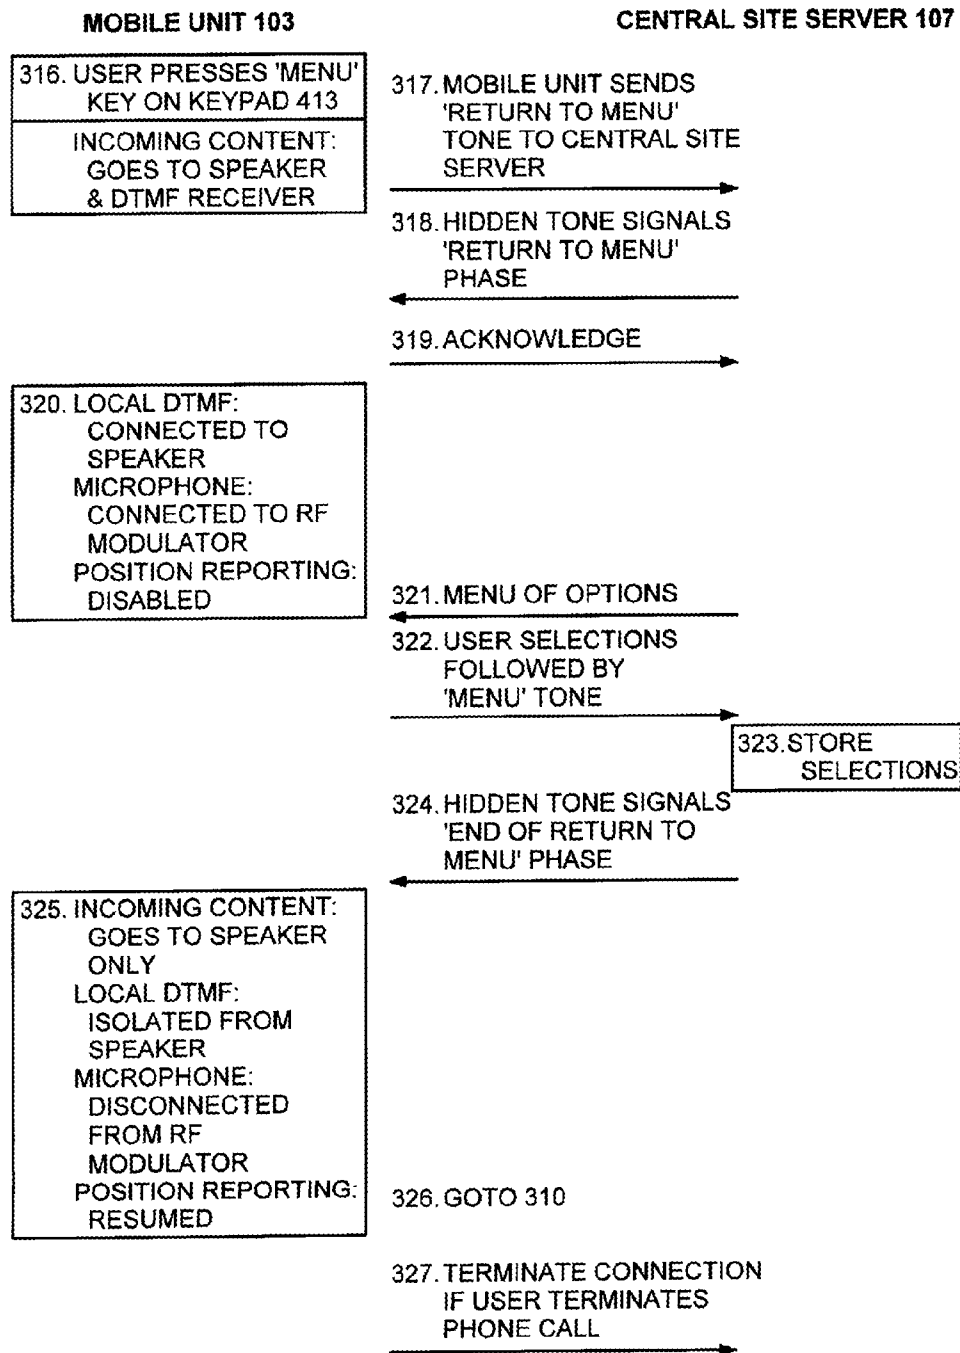 MOBILE UNIT 103
CENTRAL SITE SERVER 107
316. USER PRESSES 'MENU'
KEY ON KEYPAD 413
INCOMING CONTENT:
GOES TO SPEAKER
& DTMF RECEIVER
317. MOBILE UNIT SENDS
'RETURN TO MENU'
TONE TO CENTRAL SITE
SERVER
318. HIDDEN TONE SIGNALS
'RETURN TO MENU'
PHASE
319. ACKNOWLEDGE
320. LOCAL DTMF:
CONNECTED TO
SPEAKER
MICROPHONE:
CONNECTED TO RF
MODULATOR
POSITION REPORTING:
DISABLED
321. MENU OF OPTIONS
322. USER SELECTIONS
FOLLOWED BY
'MENU' TONE
323. STORE
SELECTIONS
324. HIDDEN TONE SIGNALS
'END OF RETURN TO
MENU' PHASE
325. INCOMING CONTENT:
GOES TO SPEAKER
ONLY
LOCAL DTMF:
ISOLATED FROM
SPEAKER
MICROPHONE:
DISCONNECTED
FROM RF
MODULATOR
POSITION REPORTING:
RESUMED
326. GOTO 310
327. TERMINATE CONNECTION
IF USER TERMINATES
PHONE CALL